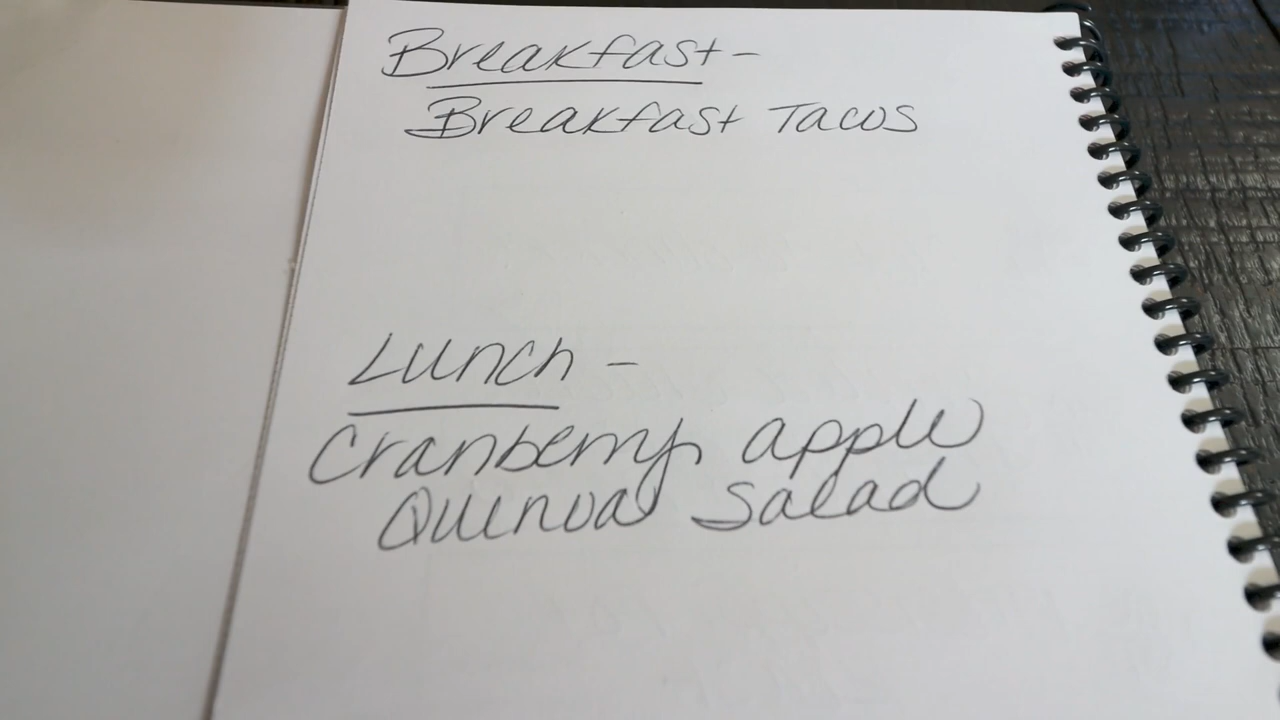 Breakfast-
Breakfast Tacos
Lunch -
Cranberry apple
Quinoa Salad